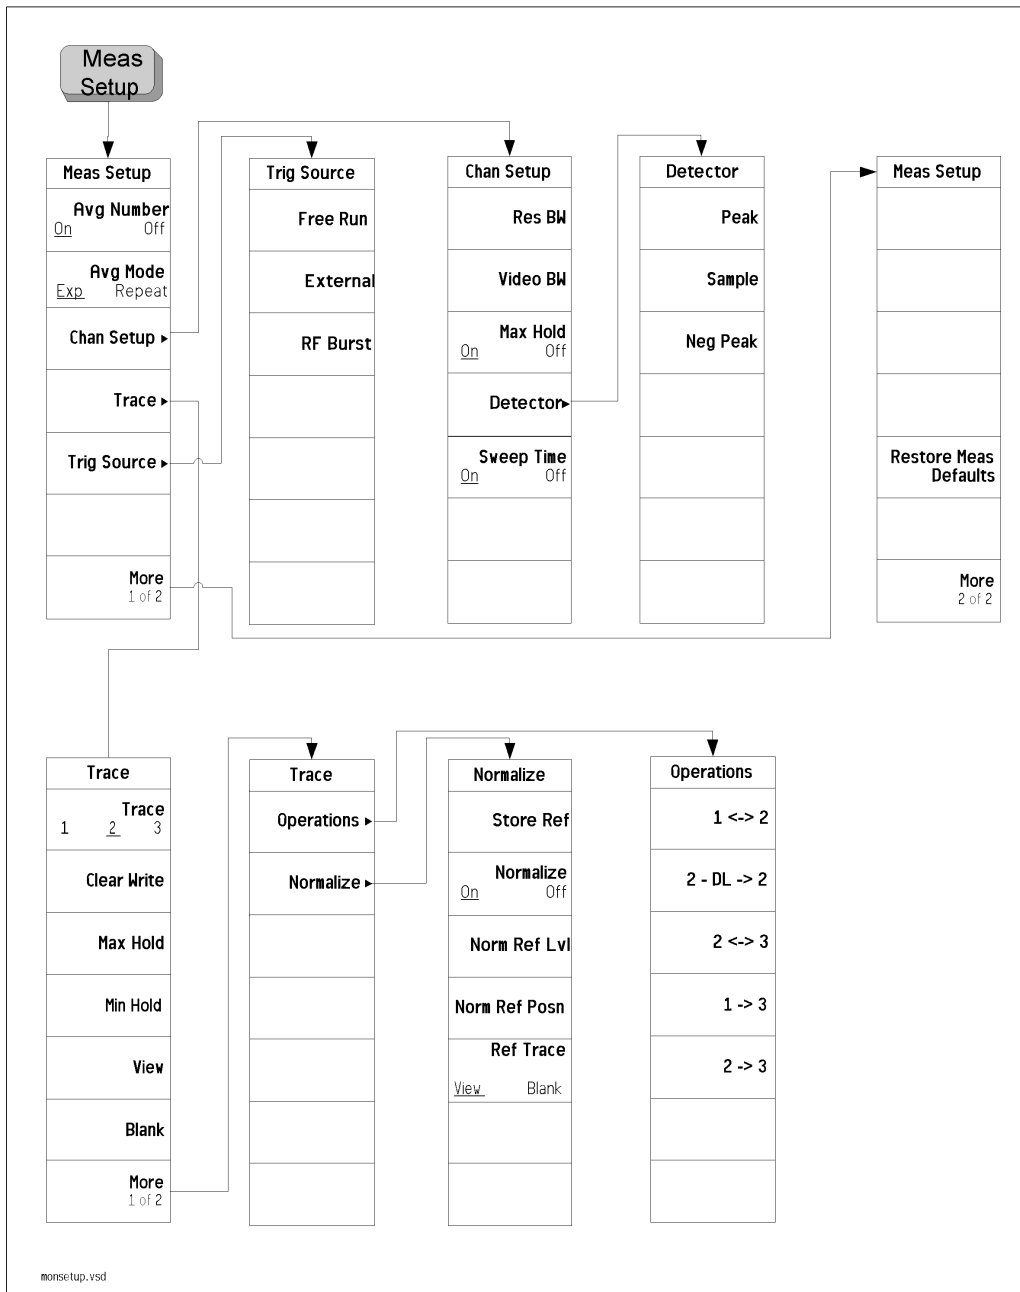 Meas
Setup
Meas Setup
Avg Number
On Off
Avg Mode
Exp Repeat
Chan Setup
Trace
Trig Source
More
1 of 2
Trig Source
Free Run
External
RF Burst
Chan Setup
Res BW
Video BW
Max Hold
On Off
Detector
Sweep Time
On Off
Detector
Peak
Sample
Neg Peak
Meas Setup
Restore Meas
Defaults
More
2 of 2
Trace
Trace
1 2 3
Clear Write
Max Hold
Min Hold
View
Blank
More
1 of 2
Trace
Operations
Normalize
Normalize
Store Ref
Normalize
On Off
Norm Ref Lvl
Norm Ref Posn
Ref Trace
View Blank
Operations
1 <-> 2
2 - DL -> 2
2 <-> 3
1 -> 3
2 -> 3
monsetup.vsd